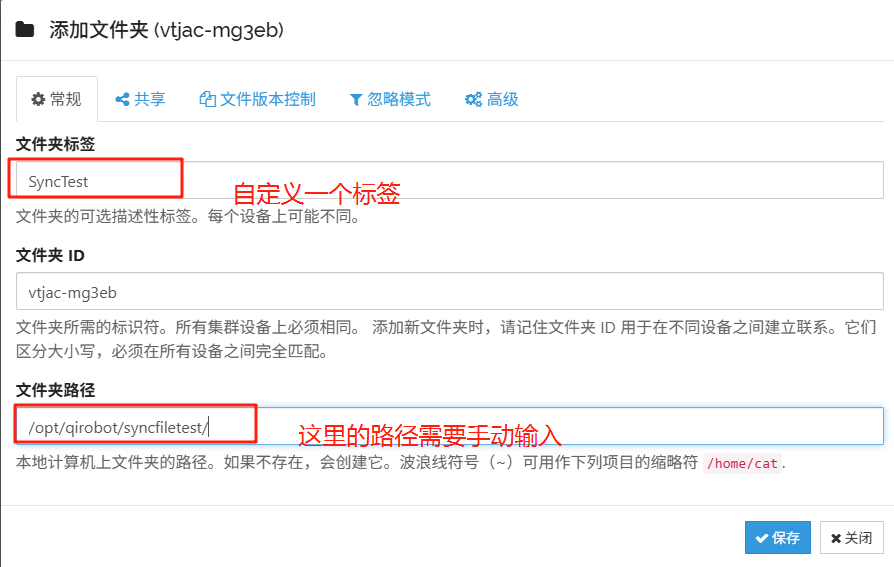 添加文件夹 (vtjac-mg3eb)
常规 共享 文件版本控制 忽略模式 高级
文件夹标签
SyncTest
自定义一个标签
文件夹的可选描述性标签。每个设备上可能不同。
文件夹 ID
vtjac-mg3eb
文件夹所需的标识符。所有集群设备上必须相同。 添加新文件夹时，请记住文件夹 ID 用于在不同设备之间建立联系。它们
区分大小写，必须在所有设备之间完全匹配。
文件夹路径
/opt/qirobot/syncfiletest/
这里的路径需要手动输入
本地计算机上文件夹的路径。如果不存在，会创建它。波浪线符号（~）可用作下列项目的缩略符 /home/cat.
保存 关闭